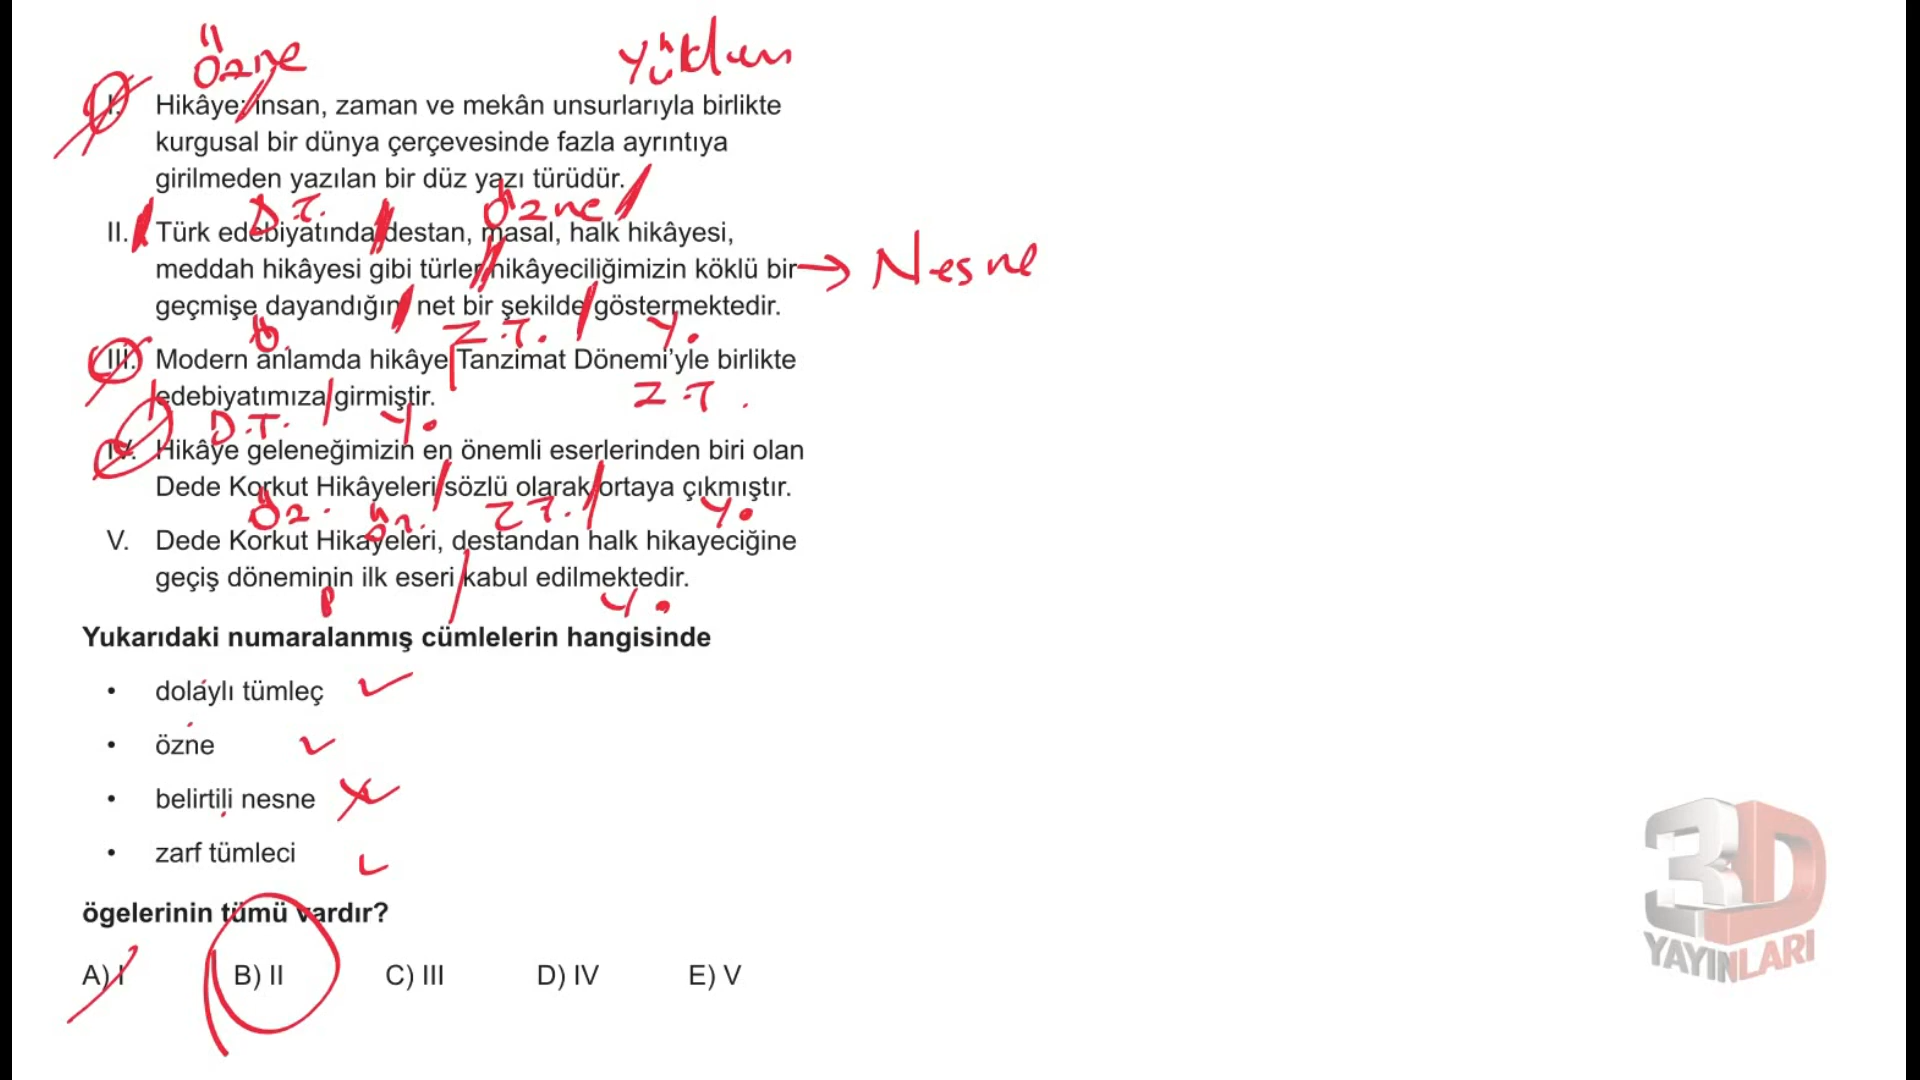 Özne Yüklem
I. Hikâye; insan, zaman ve mekân unsurlarıyla birlikte
kurgusal bir dünya çerçevesinde fazla ayrıntıya
girilmeden yazılan bir düz yazı türüdür.
D.T. Özne
II. Türk edebiyatında destan, masal, halk hikâyesi,
meddah hikâyesi gibi türler hikâyeciliğimizin köklü bir → Nesne
geçmişe dayandığını net bir şekilde göstermektedir.
Ö. Z.T. Y.
III. Modern anlamda hikâye Tanzimat Dönemi'yle birlikte
edebiyatımıza girmiştir. Z.T.
D.T. Y.
IV. Hikâye geleneğimizin en önemli eserlerinden biri olan
Dede Korkut Hikâyeleri sözlü olarak ortaya çıkmıştır.
Öz. Öz. Z.T. Y.
V. Dede Korkut Hikayeleri, destandan halk hikayeciğine
geçiş döneminin ilk eseri kabul edilmektedir.
Y.
Yukarıdaki numaralanmış cümlelerin hangisinde
• dolaylı tümleç
• özne
• belirtili nesne
• zarf tümleci
ögelerinin tümü vardır?
A) I B) II C) III D) IV E) V
3D
YAYINLARI